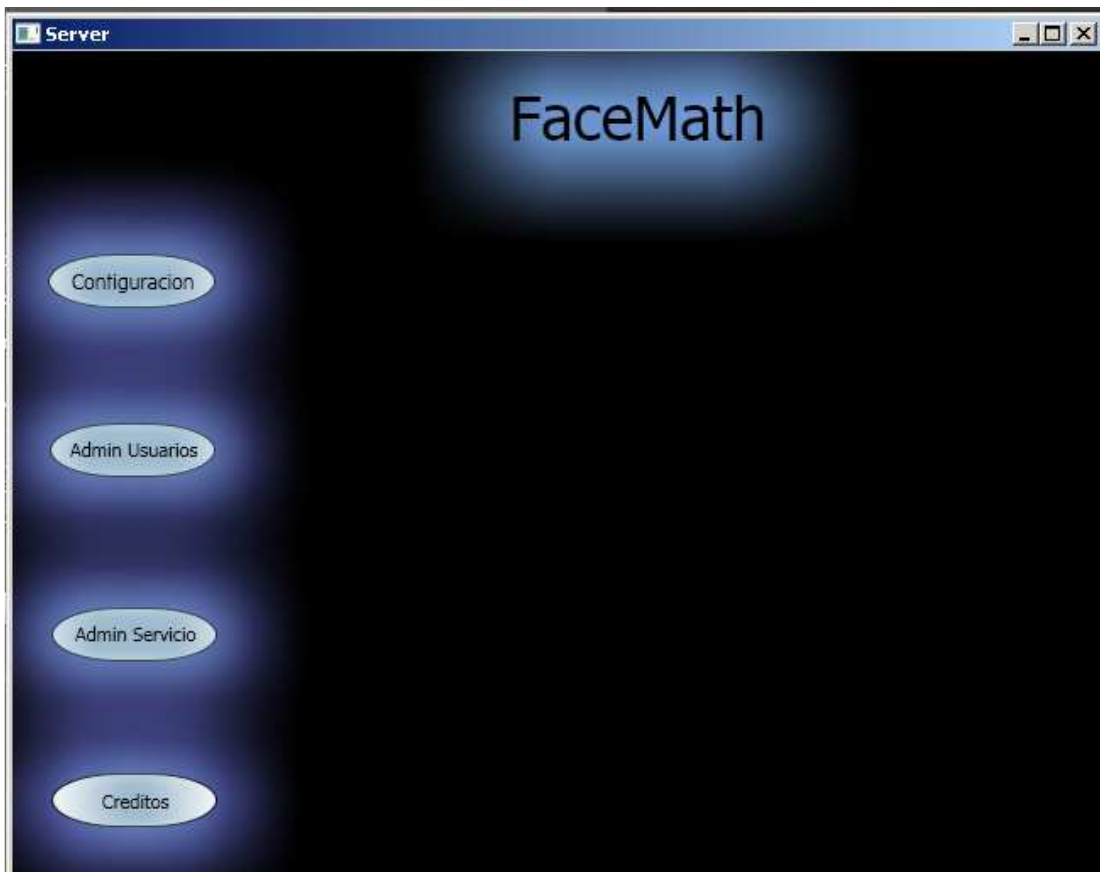 Server
FaceMath
Configuracion
Admin Usuarios
Admin Servicio
Creditos